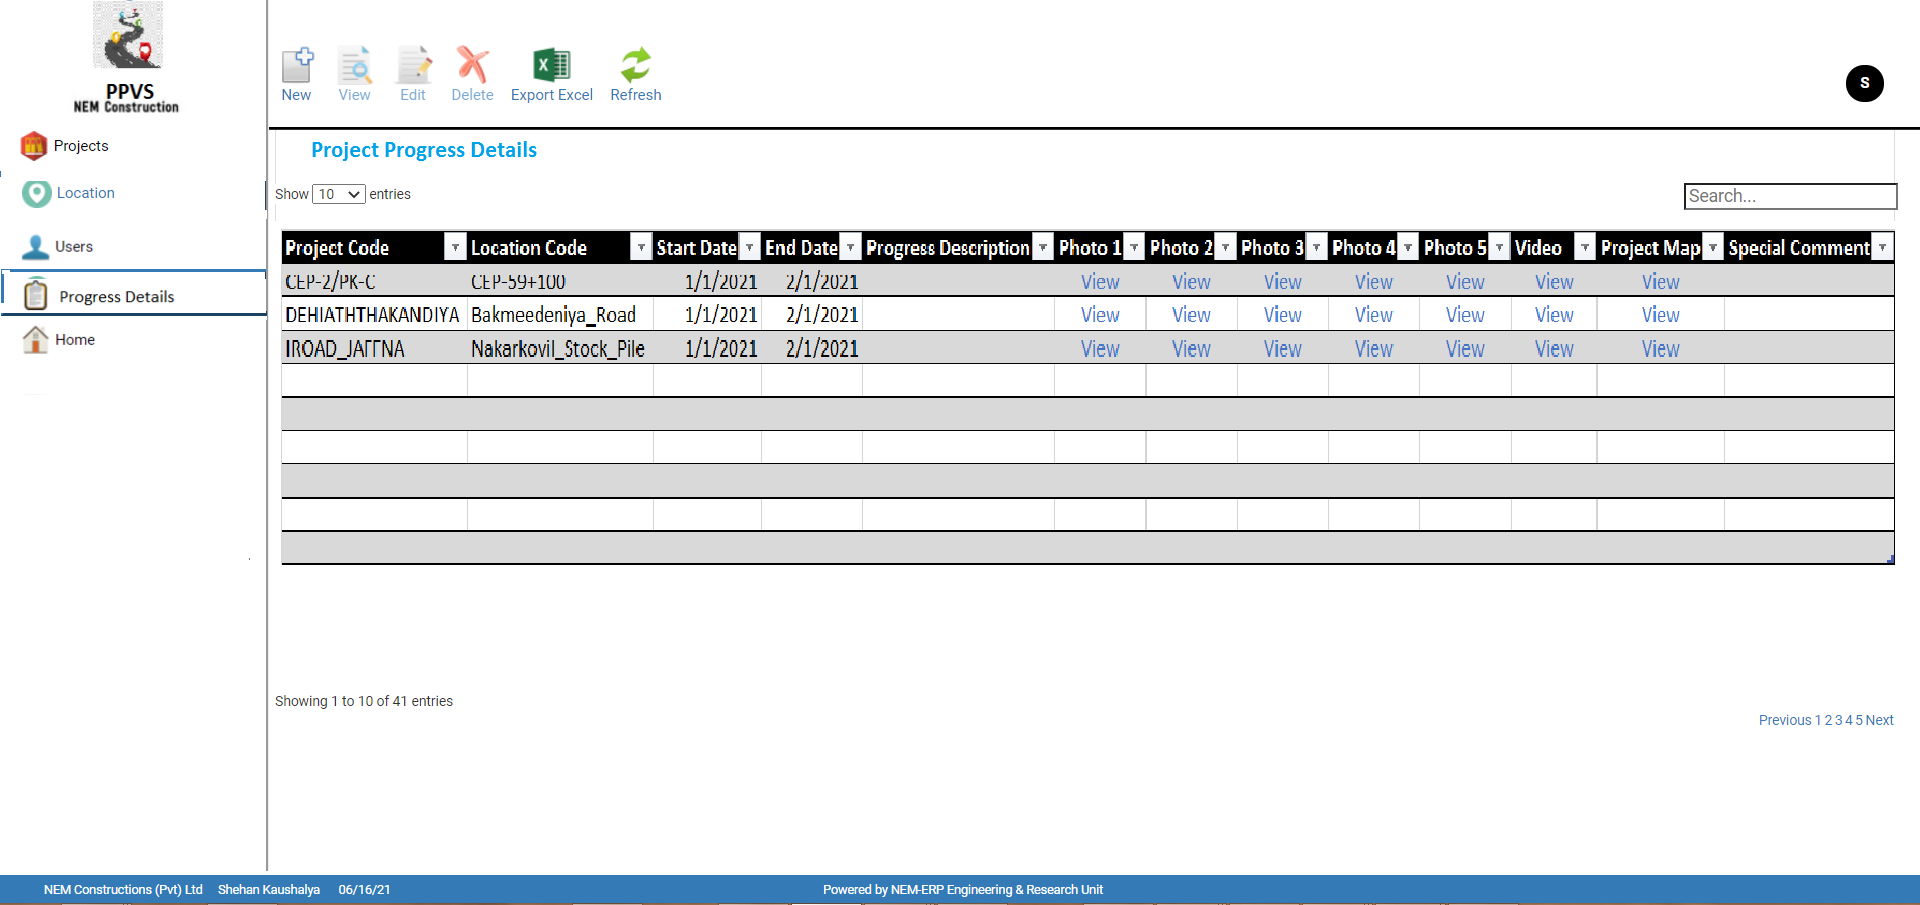 PPVS
NEM Construction
Projects
Location
Users
Progress Details
Home
New View Edit Delete Export Excel Refresh
S
Project Progress Details
Show 10 entries
Search...
Project Code Location Code Start Date End Date Progress Description Photo 1 Photo 2 Photo 3 Photo 4 Photo 5 Video Project Map Special Comment
CEP-2/PK-C CEP-59+100 1/1/2021 2/1/2021 View View View View View View View
DEHIATHTHAKANDIYA Bakmeedeniya_Road 1/1/2021 2/1/2021 View View View View View View View
IROAD_JAFFNA Nakarkovil_Stock_Pile 1/1/2021 2/1/2021 View View View View View View View
Showing 1 to 10 of 41 entries
Previous 1 2 3 4 5 Next
NEM Constructions (Pvt) Ltd Shehan Kaushalya 06/16/21 Powered by NEM-ERP Engineering & Research Unit